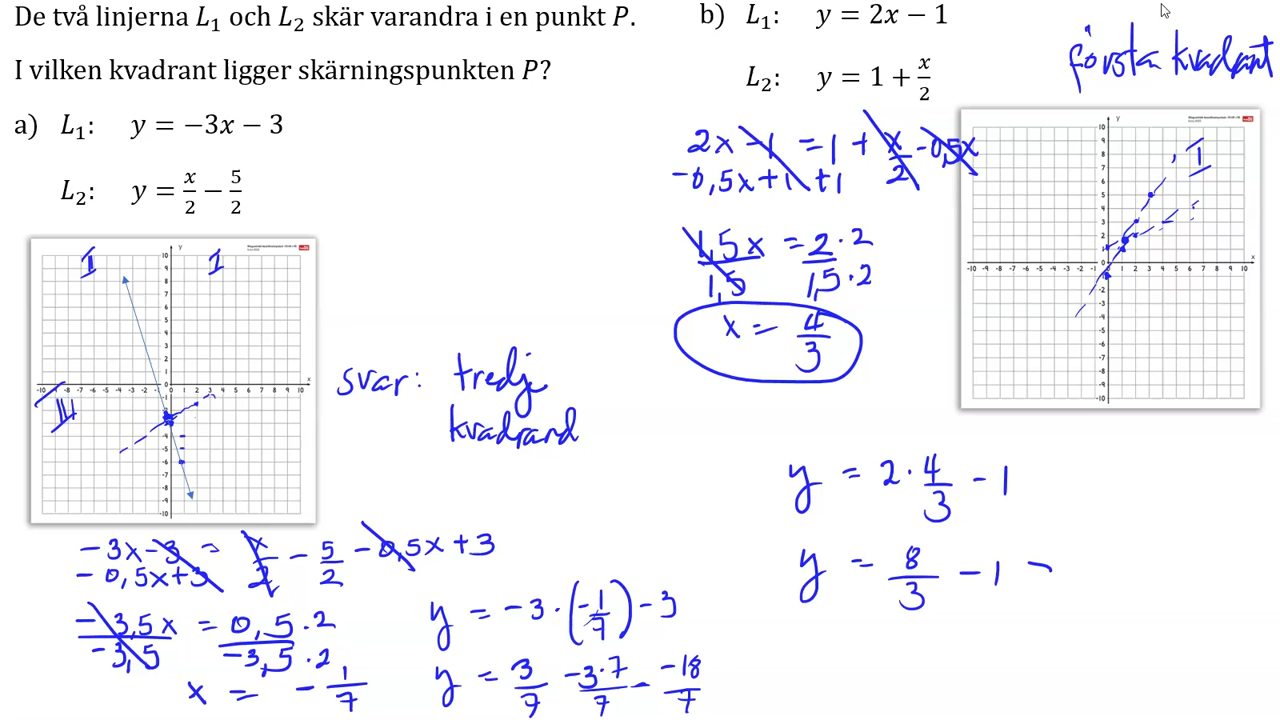 De två linjerna L₁ och L₂ skär varandra i en punkt P.
I vilken kvadrant ligger skärningspunkten P?
a) L₁: y = −3x − 3
L₂: y = x/2 − 5/2
II I
III
svar: tredje
kvadrand
−3x − 3 = x/2 − 5/2 − 0,5x + 3
−0,5x + 3
−3,5x/−3,5 = 0,5 · 2/−3,5 · 2
x = −1/7
y = −3 · (−1/7) − 3
y = 3/7 −3·7/7 = −18/7
b) L₁: y = 2x − 1
L₂: y = 1 + x/2
första kvadrant
2x − 1 = 1 + x/2 − 0,5x
−0,5x + 1 + 1
1,5x/1,5 = 2 · 2/1,5 · 2
x = 4/3
I
y = 2 · 4/3 − 1
y = 8/3 − 1 −